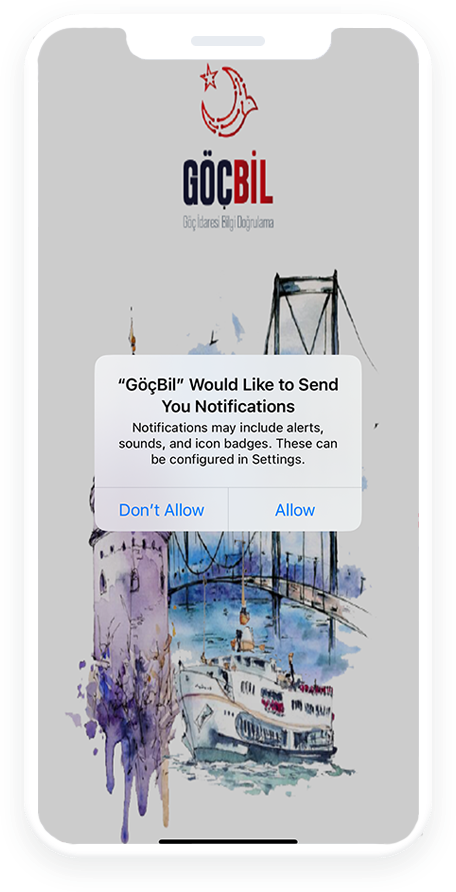 GÖÇBİL
Göç İdaresi Bilgi Doğrulama
“GöçBil” Would Like to Send
You Notifications
Notifications may include alerts,
sounds, and icon badges. These can
be configured in Settings.
Don’t Allow
Allow